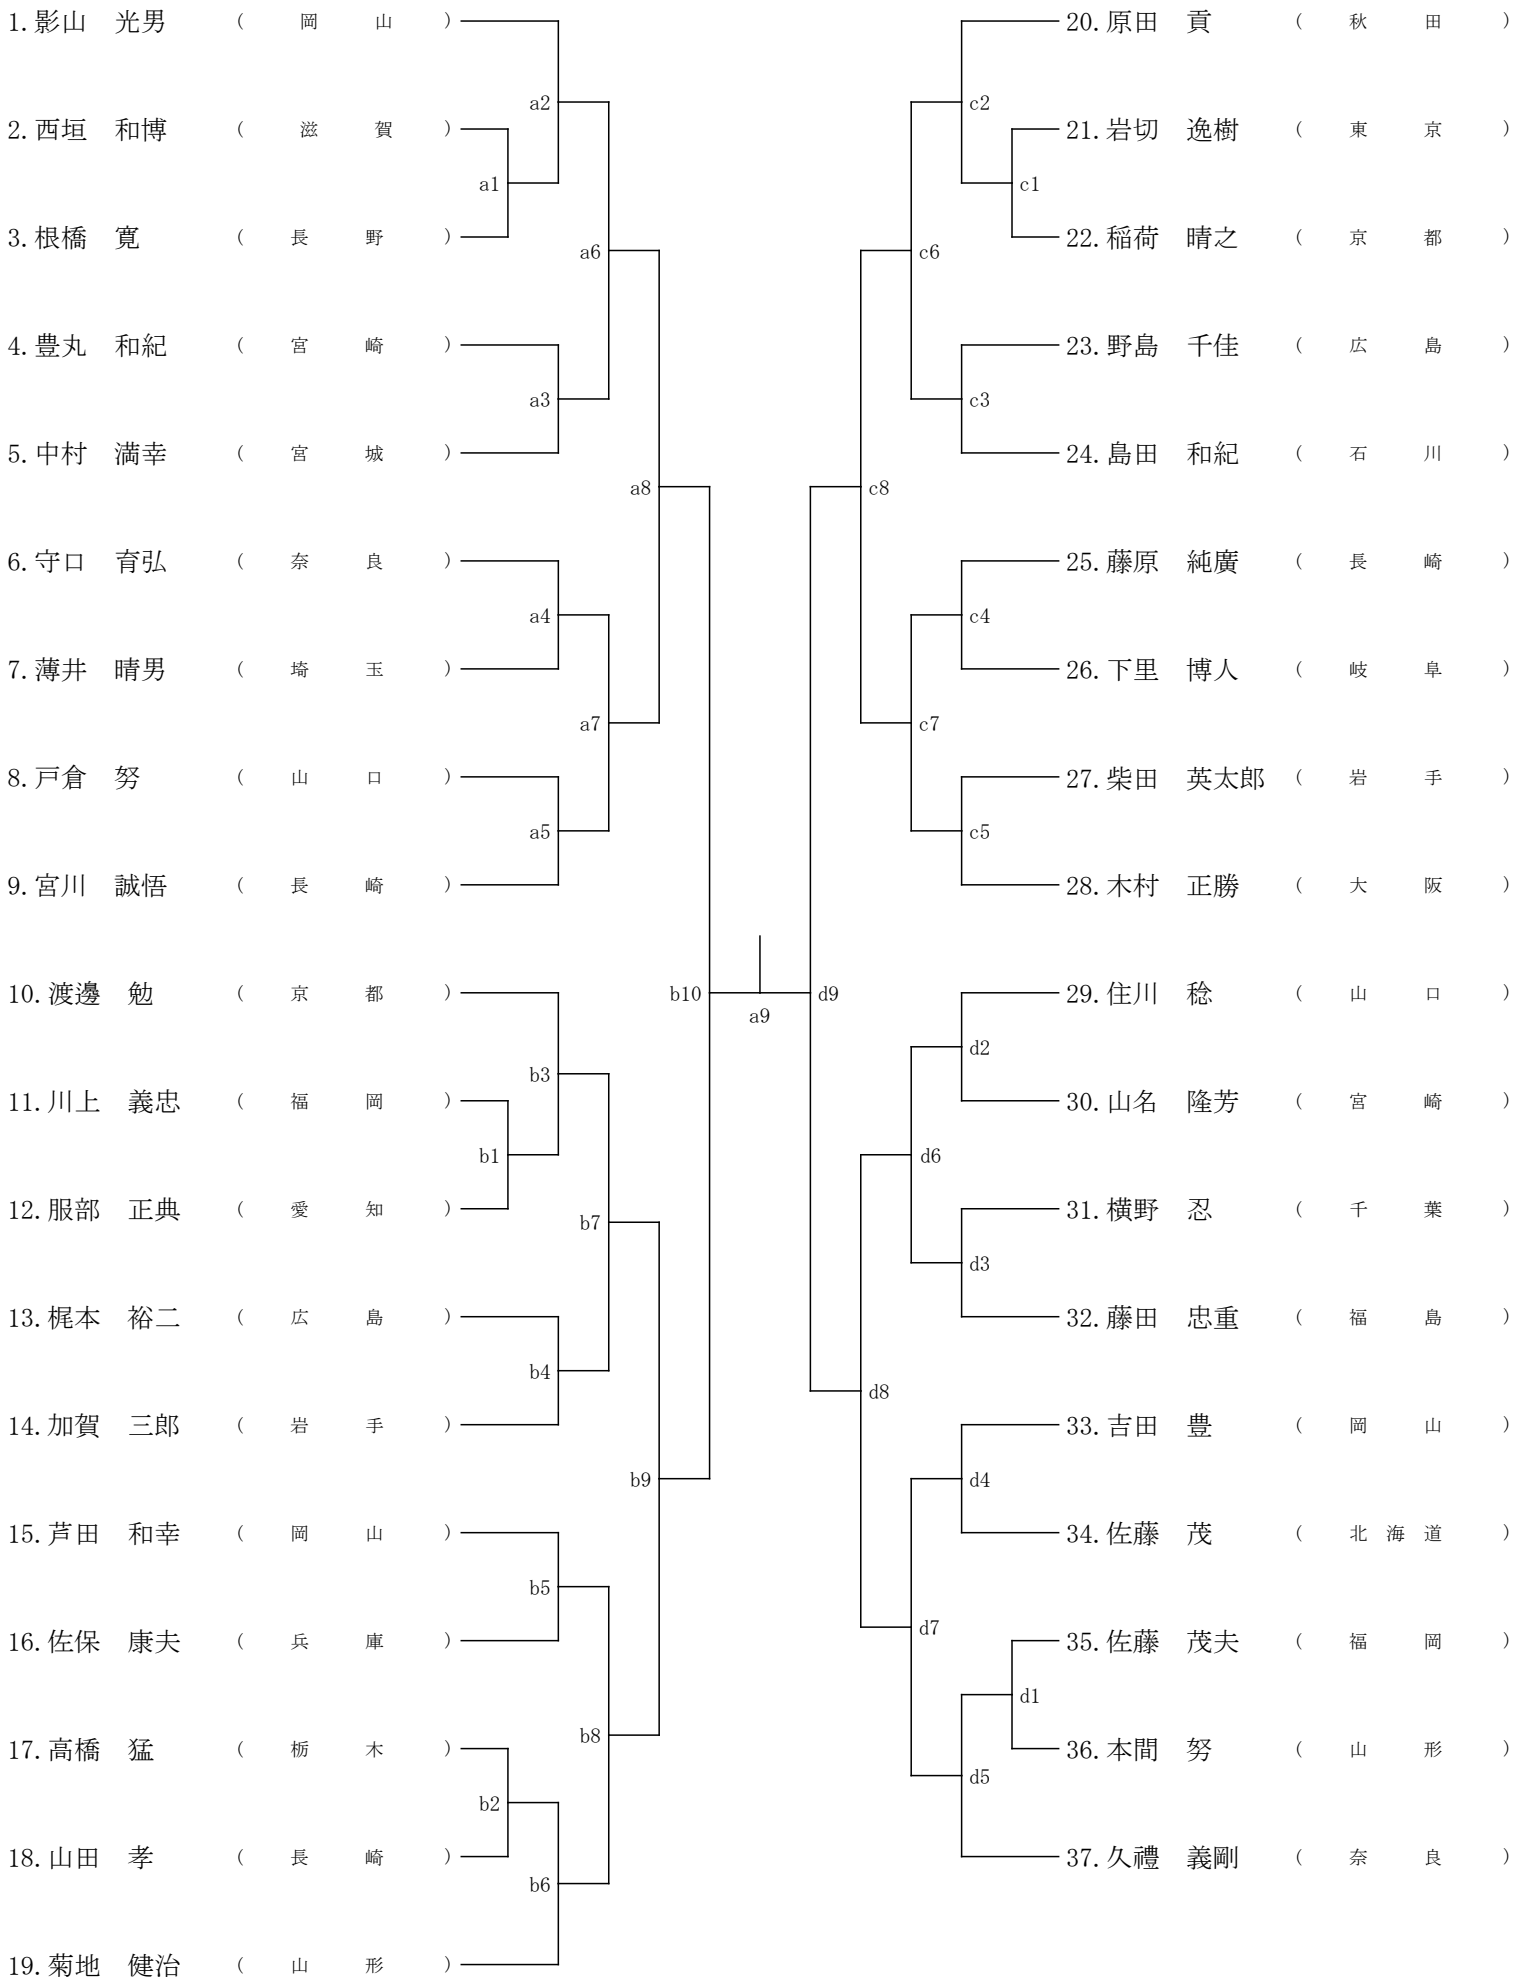 1.影山　光男　（　岡　山　）
a2
2.西垣　和博　（　滋　賀　）
a1
3.根橋　寛　（　長　野　）
a6
4.豊丸　和紀　（　宮　崎　）
a3
5.中村　満幸　（　宮　城　）
a8
6.守口　育弘　（　奈　良　）
a4
7.薄井　晴男　（　埼　玉　）
a7
8.戸倉　努　（　山　口　）
a5
9.宮川　誠悟　（　長　崎　）
10.渡邊　勉　（　京　都　）
b10
a9
b3
11.川上　義忠　（　福　岡　）
b1
12.服部　正典　（　愛　知　）
b7
13.梶本　裕二　（　広　島　）
b4
14.加賀　三郎　（　岩　手　）
b9
15.芦田　和幸　（　岡　山　）
b5
16.佐保　康夫　（　兵　庫　）
b8
17.高橋　猛　（　栃　木　）
b2
18.山田　孝　（　長　崎　）
b6
19.菊地　健治　（　山　形　）
20.原田　貢　（　秋　田　）
c2
21.岩切　逸樹　（　東　京　）
c1
22.稲荷　晴之　（　京　都　）
c6
23.野島　千佳　（　広　島　）
c3
24.島田　和紀　（　石　川　）
c8
25.藤原　純廣　（　長　崎　）
c4
26.下里　博人　（　岐　阜　）
c7
27.柴田　英太郎　（　岩　手　）
c5
28.木村　正勝　（　大　阪　）
d9
29.住川　稔　（　山　口　）
d2
30.山名　隆芳　（　宮　崎　）
d6
31.横野　忍　（　千　葉　）
d3
32.藤田　忠重　（　福　島　）
d8
33.吉田　豊　（　岡　山　）
d4
34.佐藤　茂　（　北　海　道　）
d7
35.佐藤　茂夫　（　福　岡　）
d1
36.本間　努　（　山　形　）
d5
37.久禮　義剛　（　奈　良　）